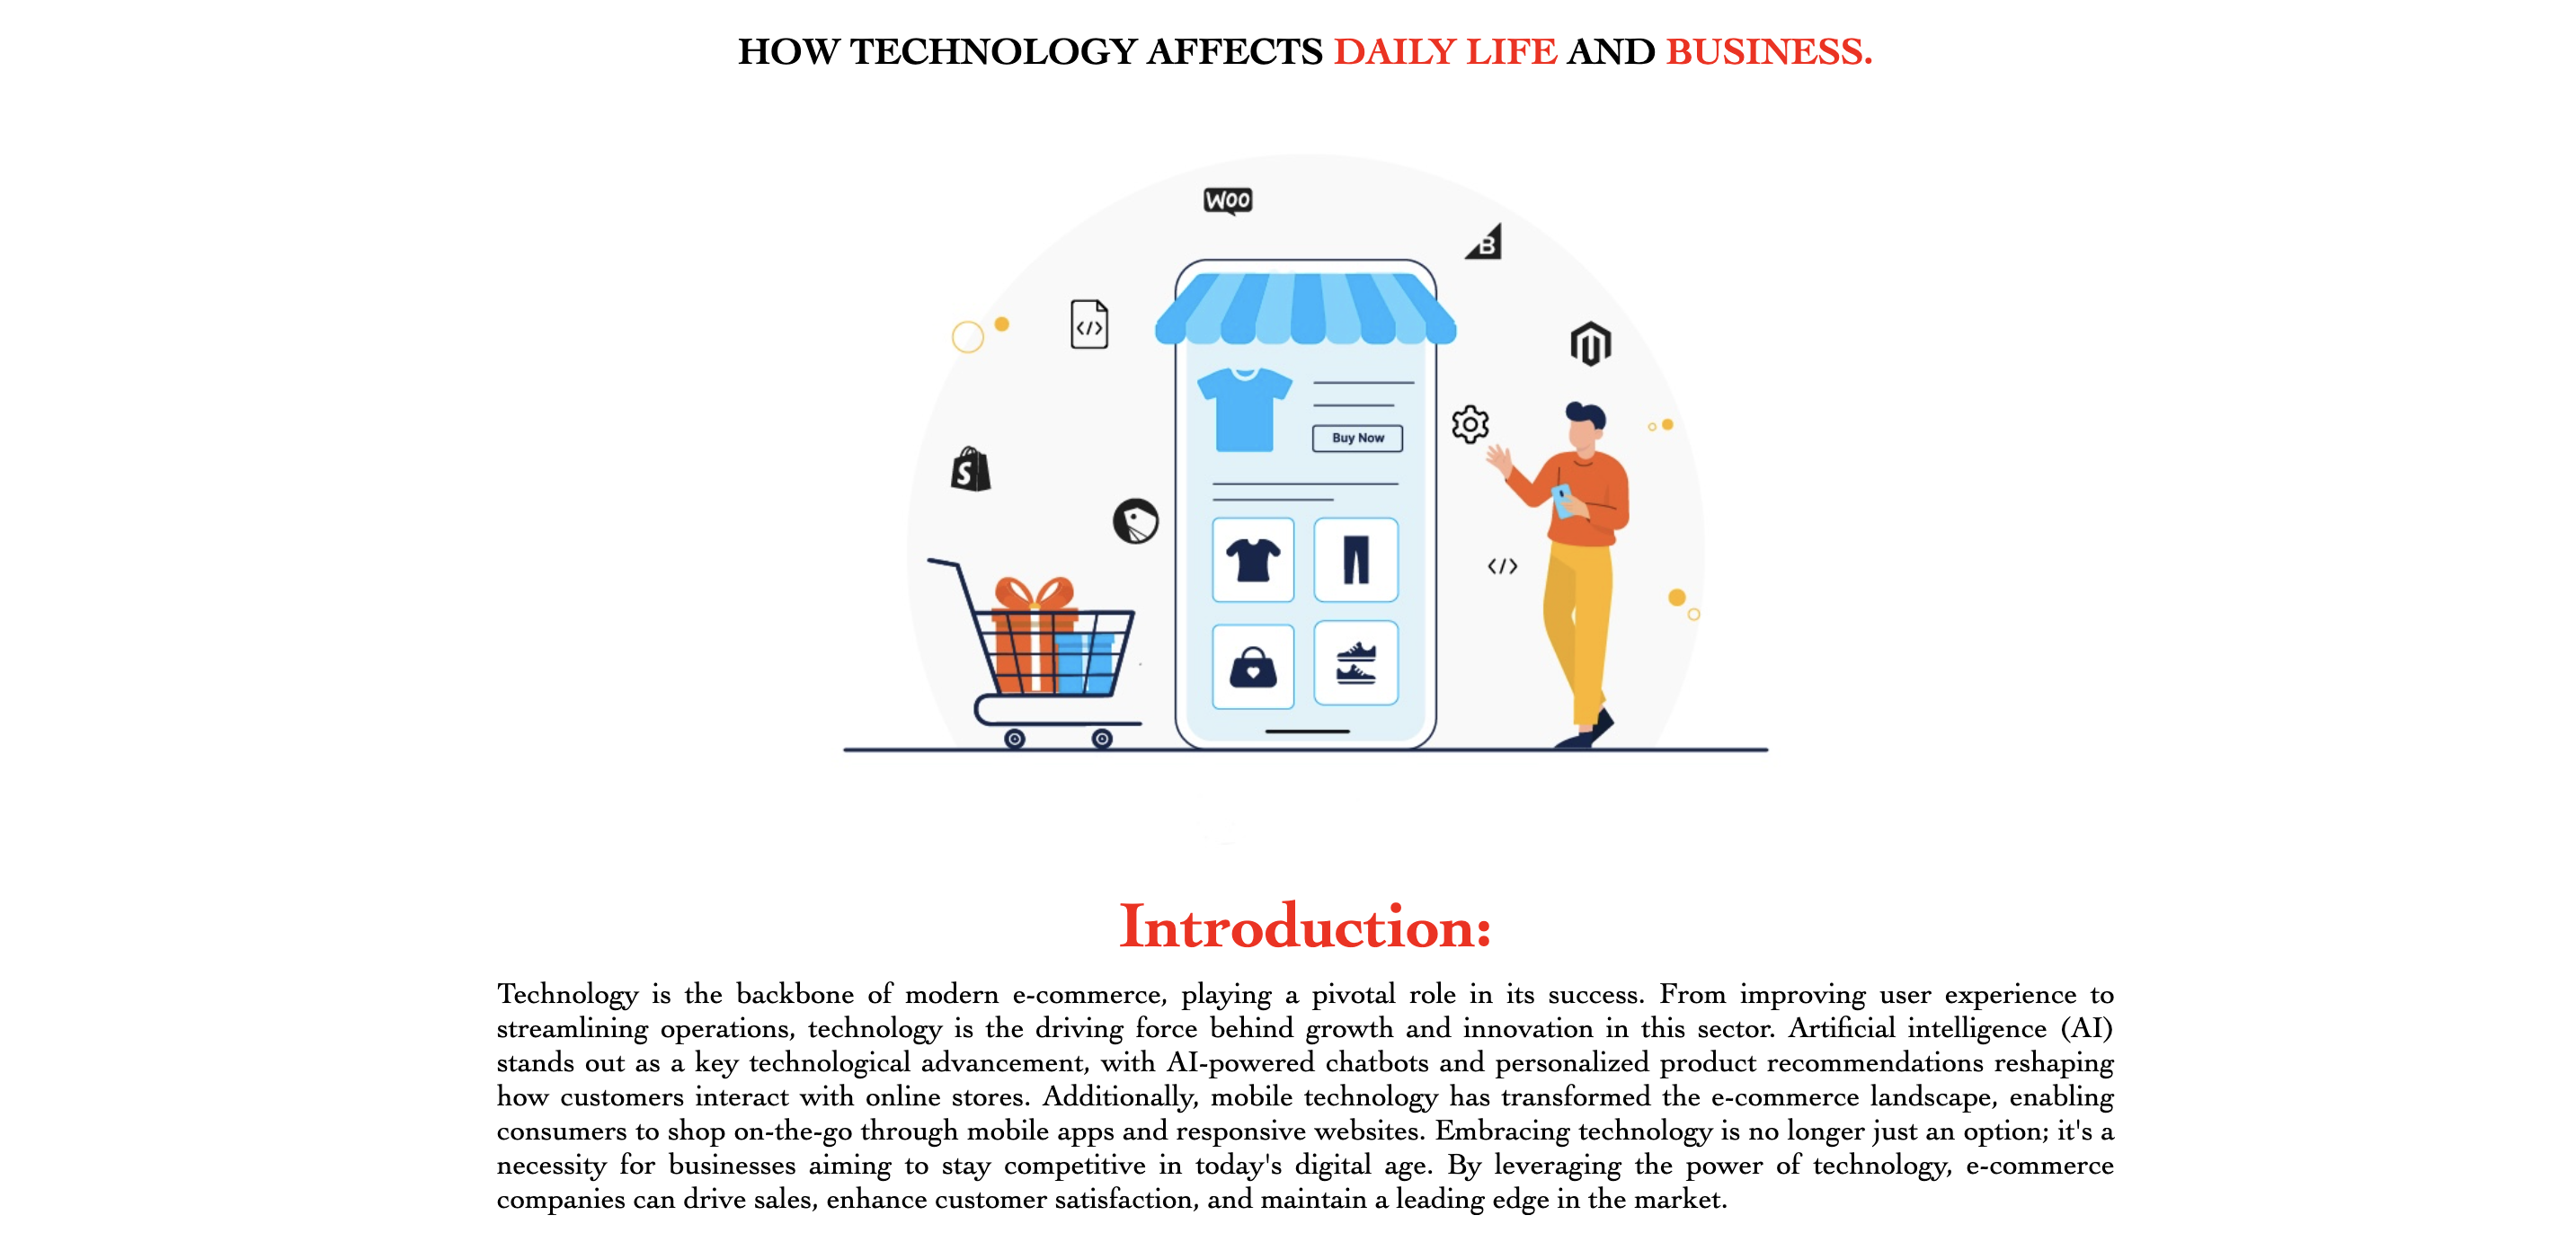 HOW TECHNOLOGY AFFECTS DAILY LIFE AND BUSINESS.
WOO
B
</>
Buy Now
S
</>
Introduction:
Technology is the backbone of modern e-commerce, playing a pivotal role in its success. From improving user experience to
streamlining operations, technology is the driving force behind growth and innovation in this sector. Artificial intelligence (AI)
stands out as a key technological advancement, with AI-powered chatbots and personalized product recommendations reshaping
how customers interact with online stores. Additionally, mobile technology has transformed the e-commerce landscape, enabling
consumers to shop on-the-go through mobile apps and responsive websites. Embracing technology is no longer just an option; it's a
necessity for businesses aiming to stay competitive in today's digital age. By leveraging the power of technology, e-commerce
companies can drive sales, enhance customer satisfaction, and maintain a leading edge in the market.